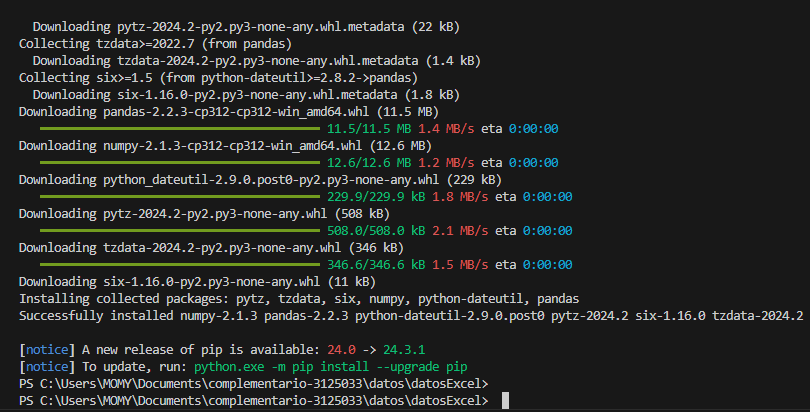 Downloading pytz-2024.2-py2.py3-none-any.whl.metadata (22 kB)
Collecting tzdata>=2022.7 (from pandas)
Downloading tzdata-2024.2-py2.py3-none-any.whl.metadata (1.4 kB)
Collecting six>=1.5 (from python-dateutil>=2.8.2->pandas)
Downloading six-1.16.0-py2.py3-none-any.whl.metadata (1.8 kB)
Downloading pandas-2.2.3-cp312-cp312-win_amd64.whl (11.5 MB)
11.5/11.5 MB 1.4 MB/s eta 0:00:00
Downloading numpy-2.1.3-cp312-cp312-win_amd64.whl (12.6 MB)
12.6/12.6 MB 1.2 MB/s eta 0:00:00
Downloading python_dateutil-2.9.0.post0-py2.py3-none-any.whl (229 kB)
229.9/229.9 kB 1.8 MB/s eta 0:00:00
Downloading pytz-2024.2-py2.py3-none-any.whl (508 kB)
508.0/508.0 kB 2.1 MB/s eta 0:00:00
Downloading tzdata-2024.2-py2.py3-none-any.whl (346 kB)
346.6/346.6 kB 1.5 MB/s eta 0:00:00
Downloading six-1.16.0-py2.py3-none-any.whl (11 kB)
Installing collected packages: pytz, tzdata, six, numpy, python-dateutil, pandas
Successfully installed numpy-2.1.3 pandas-2.2.3 python-dateutil-2.9.0.post0 pytz-2024.2 six-1.16.0 tzdata-2024.2
[notice] A new release of pip is available: 24.0 -> 24.3.1
[notice] To update, run: python.exe -m pip install --upgrade pip
PS C:\Users\MOMY\Documents\complementario-3125033\datos\datosExcel>
PS C:\Users\MOMY\Documents\complementario-3125033\datos\datosExcel>